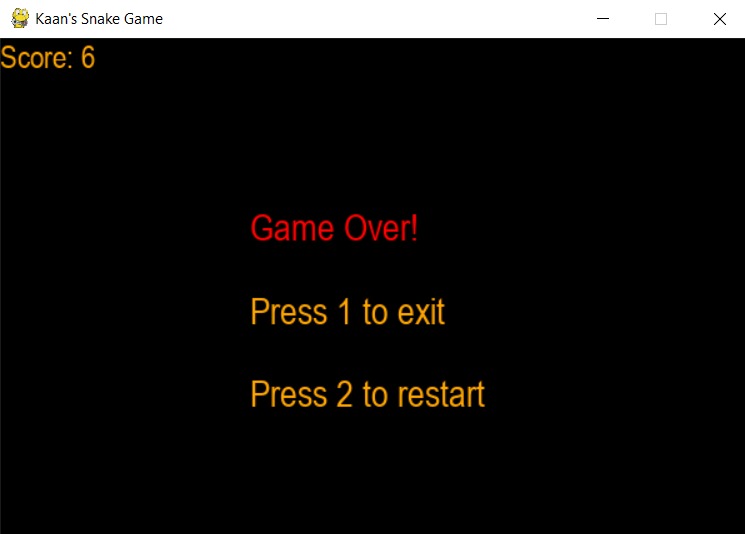 Kaan's Snake Game
Score: 6
Game Over!
Press 1 to exit
Press 2 to restart